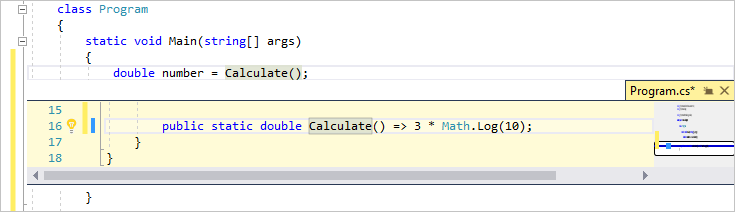 class Program
{
static void Main(string[] args)
{
double number = Calculate();
Program.cs*
15
16 public static double Calculate() => 3 * Math.Log(10);
17 }
18 }
}